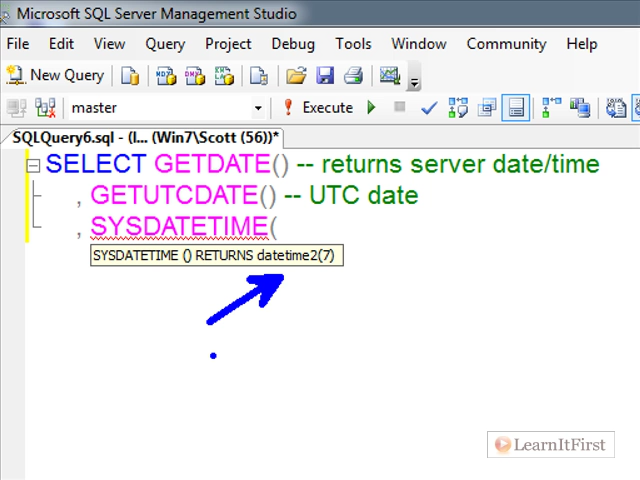 Microsoft SQL Server Management Studio
File Edit View Query Project Debug Tools Window Community Help
New Query
master Execute
SQLQuery6.sql - (l... (Win7\Scott (56))*
SELECT GETDATE() -- returns server date/time
, GETUTCDATE() -- UTC date
, SYSDATETIME(
SYSDATETIME () RETURNS datetime2(7)
LearnItFirst